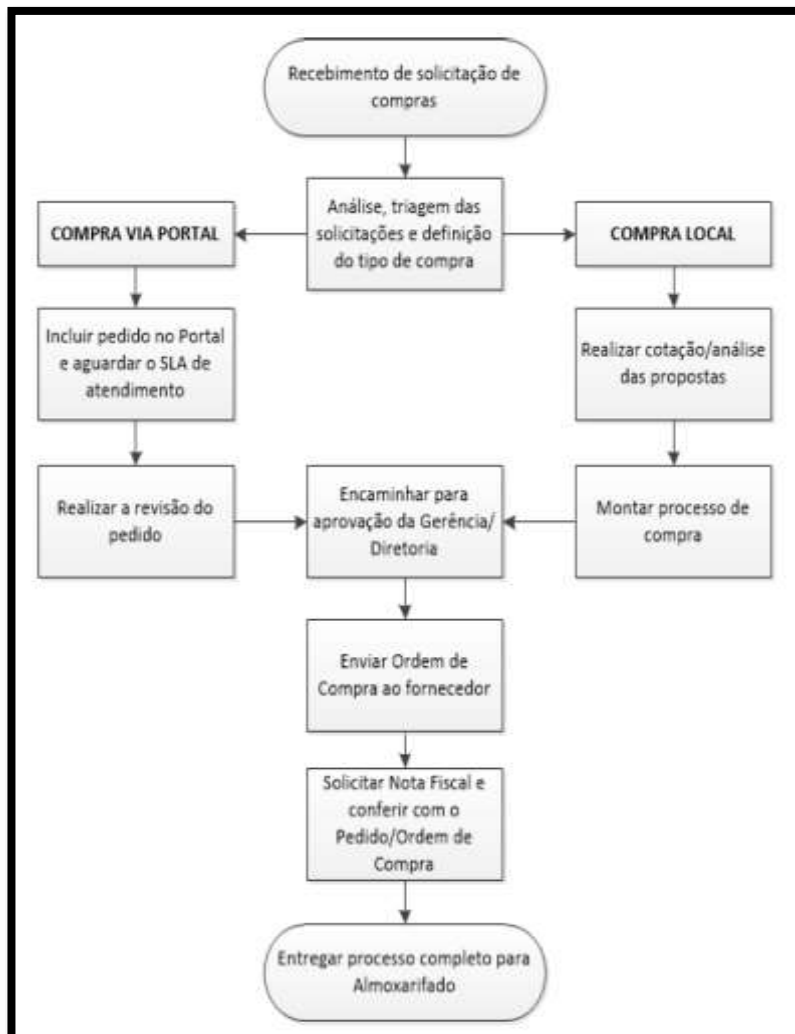 Recebimento de solicitação de
compras
Análise, triagem das
solicitações e definição
do tipo de compra
COMPRA VIA PORTAL
COMPRA LOCAL
Incluir pedido no Portal
e aguardar o SLA de
atendimento
Realizar cotação/análise
das propostas
Realizar a revisão do
pedido
Encaminhar para
aprovação da Gerência/
Diretoria
Montar processo de
compra
Enviar Ordem de
Compra ao fornecedor
Solicitar Nota Fiscal e
conferir com o
Pedido/Ordem de
Compra
Entregar processo completo para
Almoxarifado